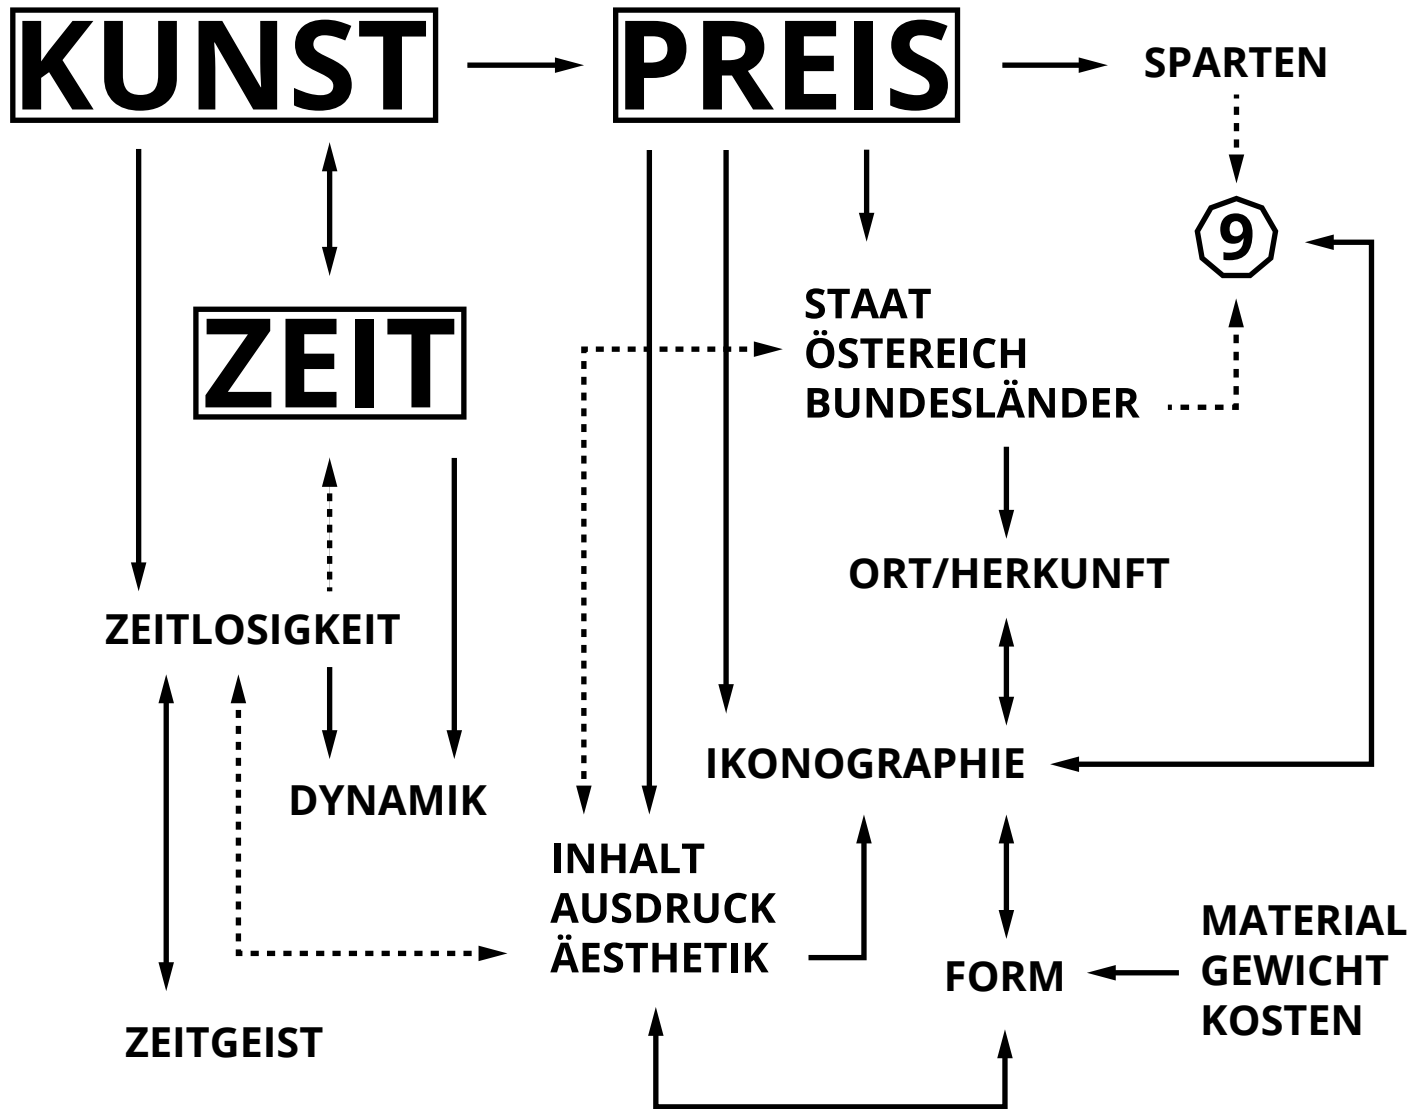 KUNST
PREIS
SPARTEN
9
ZEIT
STAAT
ÖSTEREICH
BUNDESLÄNDER
ORT/HERKUNFT
ZEITLOSIGKEIT
IKONOGRAPHIE
DYNAMIK
INHALT
AUSDRUCK
ÄESTHETIK
MATERIAL
GEWICHT
KOSTEN
FORM
ZEITGEIST